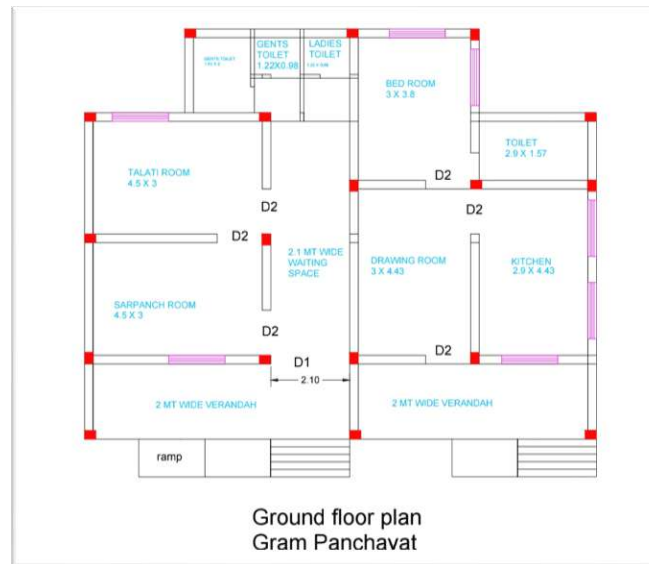 GENTS
TOILET
1.22X0.98
LADIES
TOILET
GENTS TOILET
BED ROOM
3 X 3.8
TOILET
2.9 X 1.57
TALATI ROOM
4.5 X 3
D2
D2
D2
D2
2.1 MT WIDE
WAITING
SPACE
DRAWING ROOM
3 X 4.43
KITCHEN
2.9 X 4.43
SARPANCH ROOM
4.5 X 3
D2
D2
D1
2.10
2 MT WIDE VERANDAH
2 MT WIDE VERANDAH
ramp
Ground floor plan
Gram Panchavat